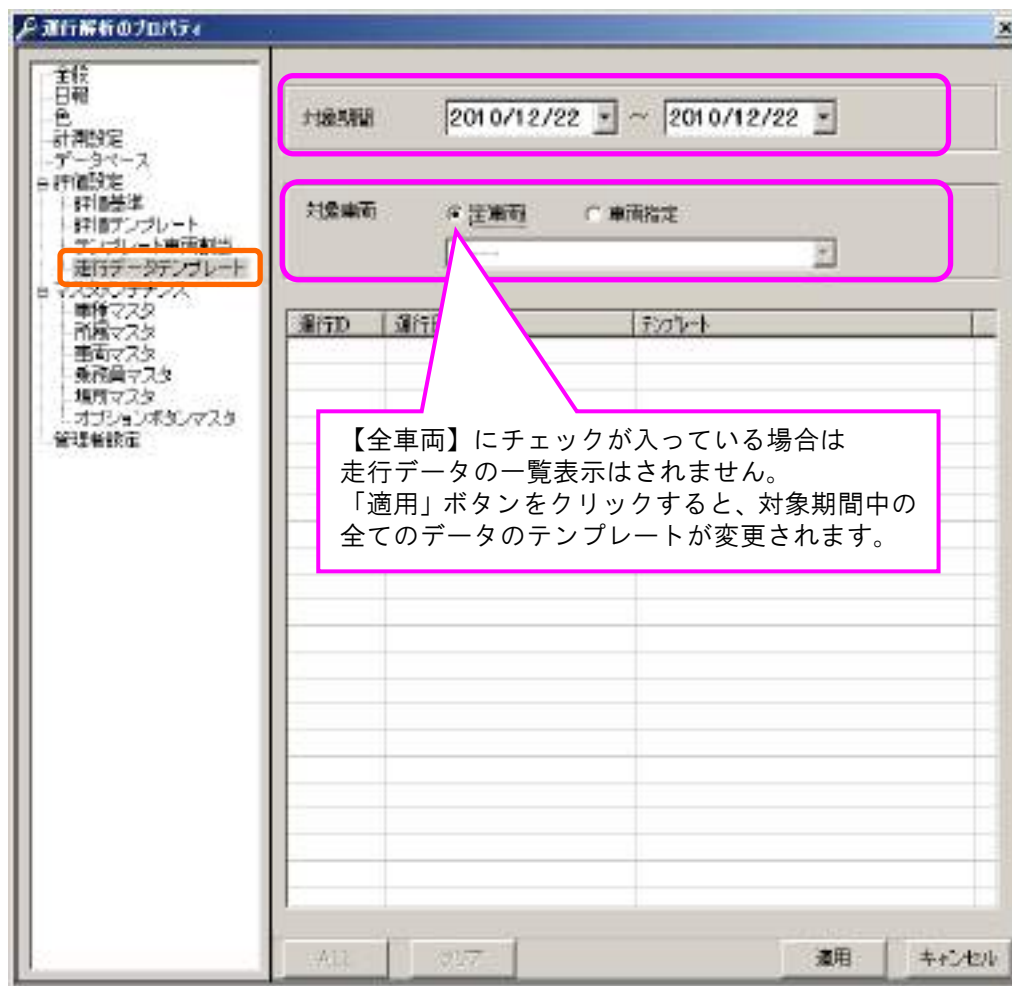 運行解析のプロパティ
全般
日報
色
計測設定
データベース
評価設定
評価基準
評価テンプレート
テンプレート車両割当
走行データテンプレート
マスタメンテナンス
車種マスタ
所属マスタ
車両マスタ
乗務員マスタ
場所マスタ
オプションボタンマスタ
管理者設定
対象期間 2010/12/22 ~ 2010/12/22
対象車両 全車両 車両指定
運行ID 運行 テンプレート
【全車両】にチェックが入っている場合は
走行データの一覧表示はされません。
「適用」ボタンをクリックすると、対象期間中の
全てのデータのテンプレートが変更されます。
ALL クリア 適用 キャンセル